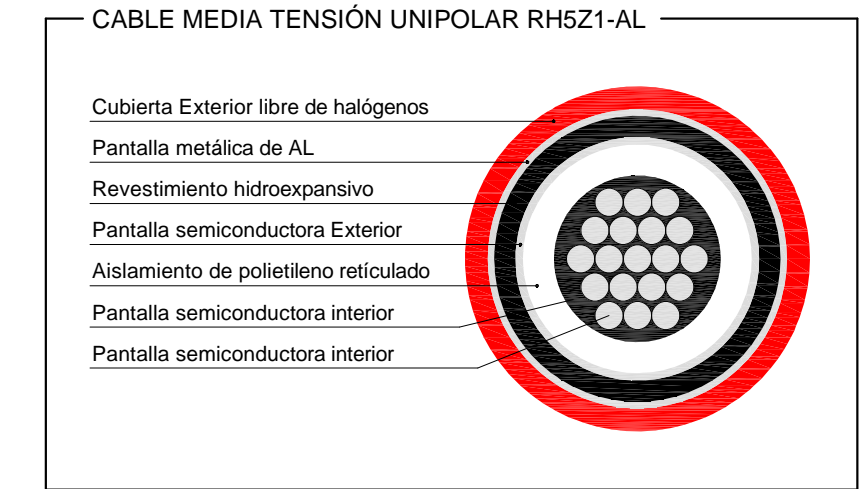 CABLE MEDIA TENSIÓN UNIPOLAR RH5Z1-AL
Cubierta Exterior libre de halógenos
Pantalla metálica de AL
Revestimiento hidroexpansivo
Pantalla semiconductora Exterior
Aislamiento de polietileno retículado
Pantalla semiconductora interior
Pantalla semiconductora interior